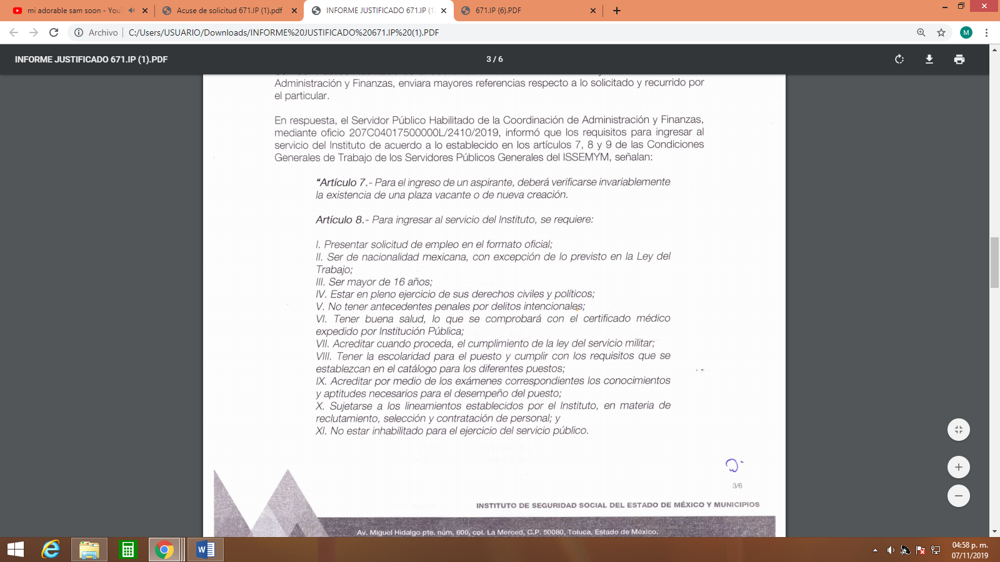 mi adorable sam soon - You
Acuse de solicitud 671.IP (1).pdf
INFORME JUSTIFICADO 671.IP (1
671.IP (6).PDF
Archivo
C:/Users/USUARIO/Downloads/INFORME%20JUSTIFICADO%20671.IP%20(1).PDF
M
INFORME JUSTIFICADO 671.IP (1).PDF
3 / 6
Administración y Finanzas, enviara mayores referencias respecto a lo solicitado y recurrido por
el particular.
En respuesta, el Servidor Público Habilitado de la Coordinación de Administración y Finanzas,
mediante oficio 207C04017500000L/2410/2019, informó que los requisitos para ingresar al
servicio del Instituto de acuerdo a lo establecido en los artículos 7, 8 y 9 de las Condiciones
Generales de Trabajo de los Servidores Públicos Generales del ISSEMYM, señalan:
“Artículo 7.- Para el ingreso de un aspirante, deberá verificarse invariablemente
la existencia de una plaza vacante o de nueva creación.
Artículo 8.- Para ingresar al servicio del Instituto, se requiere:
I. Presentar solicitud de empleo en el formato oficial;
II. Ser de nacionalidad mexicana, con excepción de lo previsto en la Ley del
Trabajo;
III. Ser mayor de 16 años;
IV. Estar en pleno ejercicio de sus derechos civiles y políticos;
V. No tener antecedentes penales por delitos intencionales;
VI. Tener buena salud, lo que se comprobará con el certificado médico
expedido por Institución Pública;
VII. Acreditar cuando proceda, el cumplimiento de la ley del servicio militar;
VIII. Tener la escolaridad para el puesto y cumplir con los requisitos que se
establezcan en el catálogo para los diferentes puestos;
IX. Acreditar por medio de los exámenes correspondientes los conocimientos
y aptitudes necesarios para el desempeño del puesto;
X. Sujetarse a los lineamientos establecidos por el Instituto, en materia de
reclutamiento, selección y contratación de personal; y
XI. No estar inhabilitado para el ejercicio del servicio público.
3/6
INSTITUTO DE SEGURIDAD SOCIAL DEL ESTADO DE MÉXICO Y MUNICIPIOS
Av. Miguel Hidalgo pte. núm. 600, col. La Merced, C.P. 50080, Toluca, Estado de México.
04:58 p. m.
07/11/2019